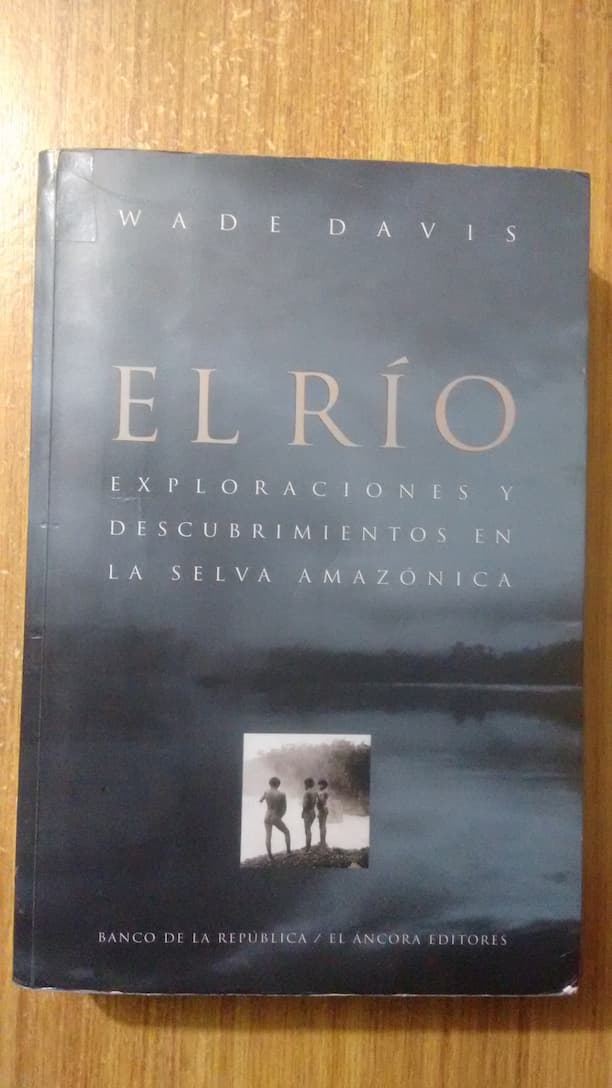 WADE DAVIS
EL RÍO
EXPLORACIONES Y
DESCUBRIMIENTOS EN
LA SELVA AMAZÓNICA
BANCO DE LA REPÚBLICA / EL ÁNCORA EDITORES